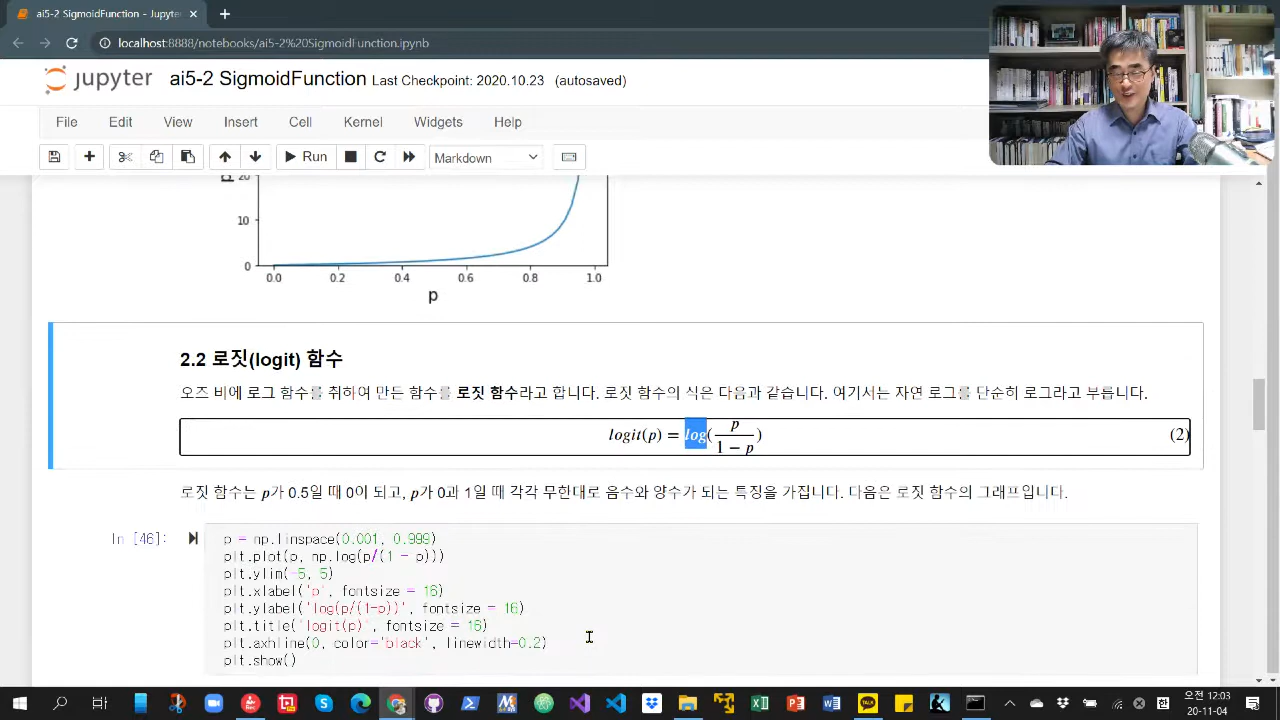 ai5-2 SigmoidFunction - Jupyter
localhost:8888/notebooks/ai5-2%20SigmoidFunction.ipynb
jupyter ai5-2 SigmoidFunction Last Checkpoint: 2020.10.23 (autosaved)
File Edit View Insert Cell Kernel Widgets Help
Run Markdown
20
10
0
0.0 0.2 0.4 0.6 0.8 1.0
p
2.2 로짓(logit) 함수
오즈 비에 로그 함수를 취하여 만든 함수를 로짓 함수라고 합니다. 로짓 함수의 식은 다음과 같습니다. 여기서는 자연 로그를 단순히 로그라고 부릅니다.
logit(p) = log(p/1 − p) (2)
로짓 함수는 p가 0.5일 때 0이 되고, p가 0과 1일 때 각각 무한대로 음수와 양수가 되는 특징을 가집니다. 다음은 로짓 함수의 그래프입니다.
In [46]: p = np.linspace(0.001, 0.999)
plt.plot(p, np.log(p/(1 - p)))
plt.ylim(-5, 5)
plt.xlabel('p', fontsize = 16)
plt.ylabel('log(p/(1-p))', fontsize = 16)
plt.title('logit(p)', fontsize = 16)
plt.axhline(0, color='black', linewidth=0.2)
plt.show()
오전 12:03
20-11-04